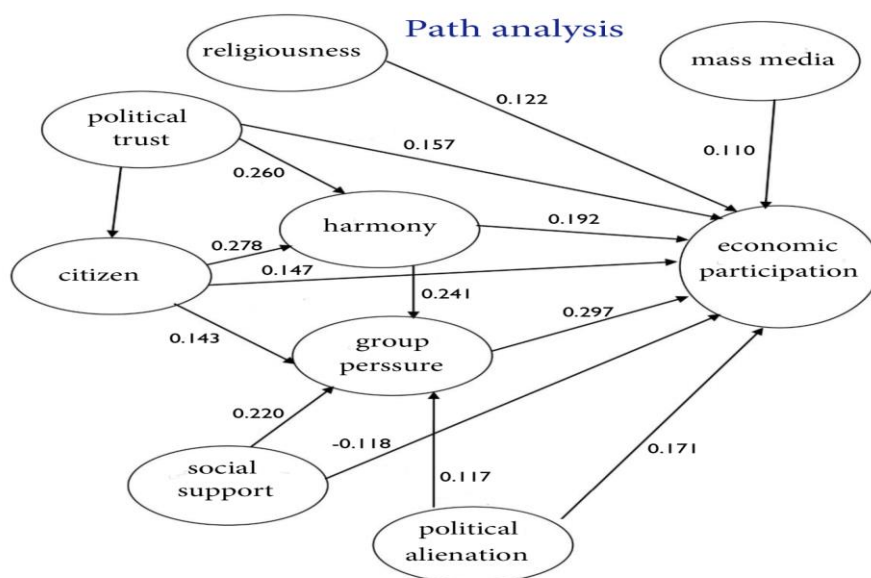 Path analysis
religiousness
mass media
0.122
political
trust
0.157
0.110
0.260
harmony
0.192
economic
participation
citizen
0.278
0.147
0.241
0.297
0.143
group
perssure
0.220
-0.118
0.171
social
support
0.117
political
alienation